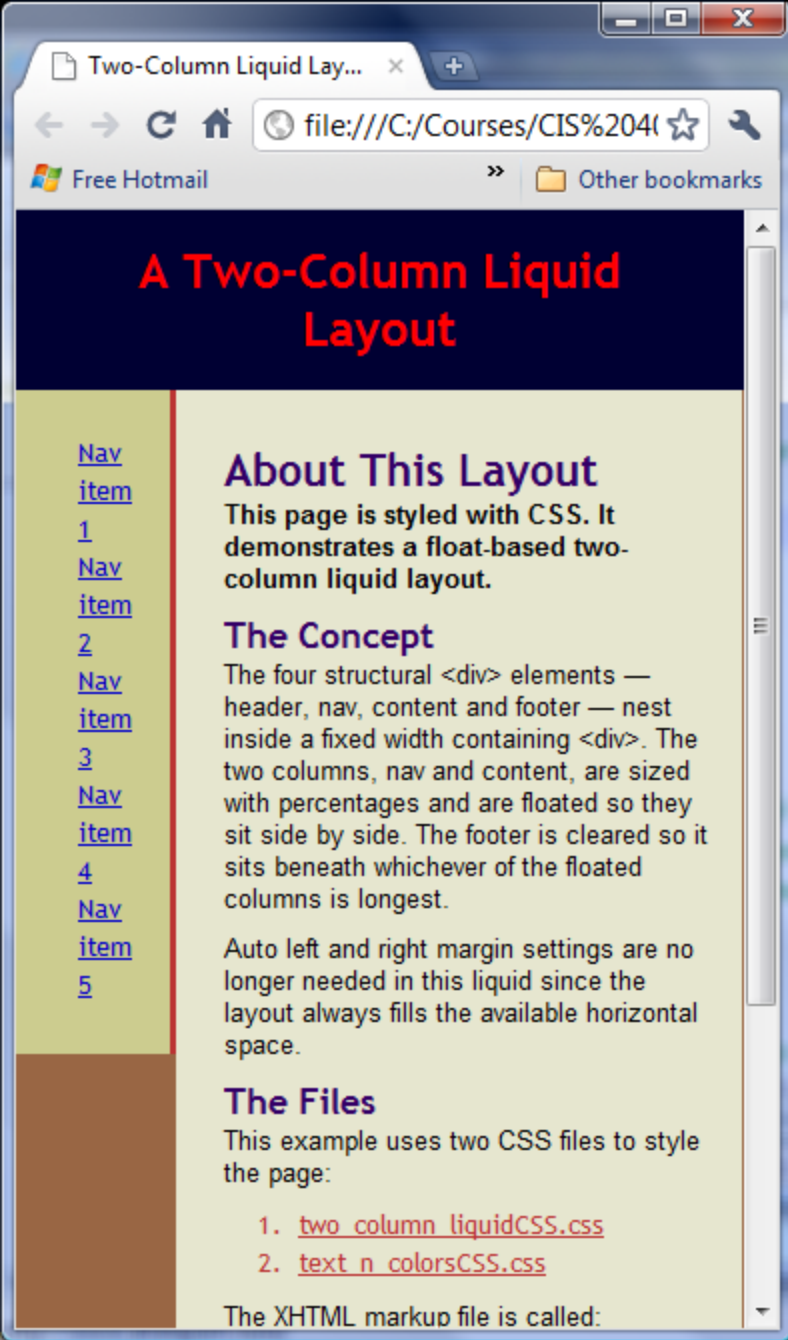 Two-Column Liquid Lay...
file:///C:/Courses/CIS%204(
Free Hotmail
»
Other bookmarks
A Two-Column Liquid
Layout
Nav
item
1
Nav
item
2
Nav
item
3
Nav
item
4
Nav
item
5
About This Layout
This page is styled with CSS. It
demonstrates a float-based two-
column liquid layout.
The Concept
The four structural <div> elements —
header, nav, content and footer — nest
inside a fixed width containing <div>. The
two columns, nav and content, are sized
with percentages and are floated so they
sit side by side. The footer is cleared so it
sits beneath whichever of the floated
columns is longest.
Auto left and right margin settings are no
longer needed in this liquid since the
layout always fills the available horizontal
space.
The Files
This example uses two CSS files to style
the page:
1. two_column_liquidCSS.css
2. text_n_colorsCSS.css
The XHTML markup file is called: